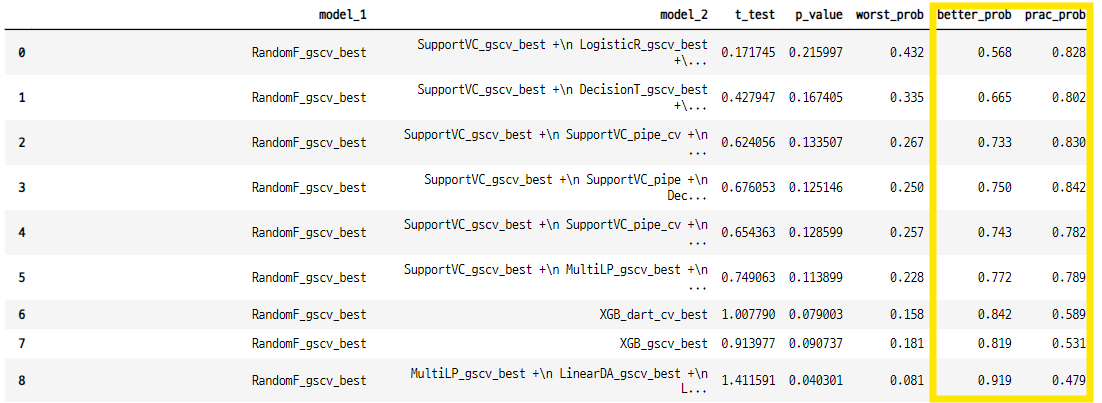 model_1 model_2 t_test p_value worst_prob better_prob prac_prob
0 RandomF_gscv_best SupportVC_gscv_best +\n LogisticR_gscv_best 0.171745 0.215997 0.432 0.568 0.828
+\...
1 RandomF_gscv_best SupportVC_gscv_best +\n DecisionT_gscv_best 0.427947 0.167405 0.335 0.665 0.802
+\...
2 RandomF_gscv_best SupportVC_gscv_best +\n SupportVC_pipe_cv +\n 0.624056 0.133507 0.267 0.733 0.830
...
3 RandomF_gscv_best SupportVC_gscv_best +\n SupportVC_pipe +\n 0.676053 0.125146 0.250 0.750 0.842
Dec...
4 RandomF_gscv_best SupportVC_gscv_best +\n SupportVC_pipe_cv +\n 0.654363 0.128599 0.257 0.743 0.782
...
5 RandomF_gscv_best SupportVC_gscv_best +\n MultiLP_gscv_best +\n 0.749063 0.113899 0.228 0.772 0.789
...
6 RandomF_gscv_best XGB_dart_cv_best 1.007790 0.079003 0.158 0.842 0.589
7 RandomF_gscv_best XGB_gscv_best 0.913977 0.090737 0.181 0.819 0.531
8 RandomF_gscv_best MultiLP_gscv_best +\n LinearDA_gscv_best +\n 1.411591 0.040301 0.081 0.919 0.479
L...